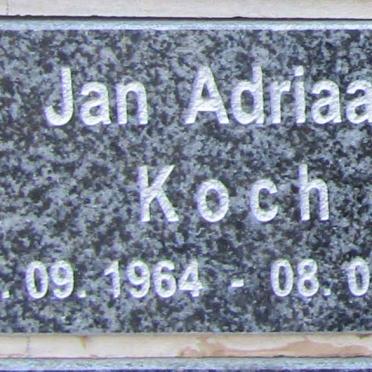 Jan Adriaa
Koch
.09.1964 - 08.0